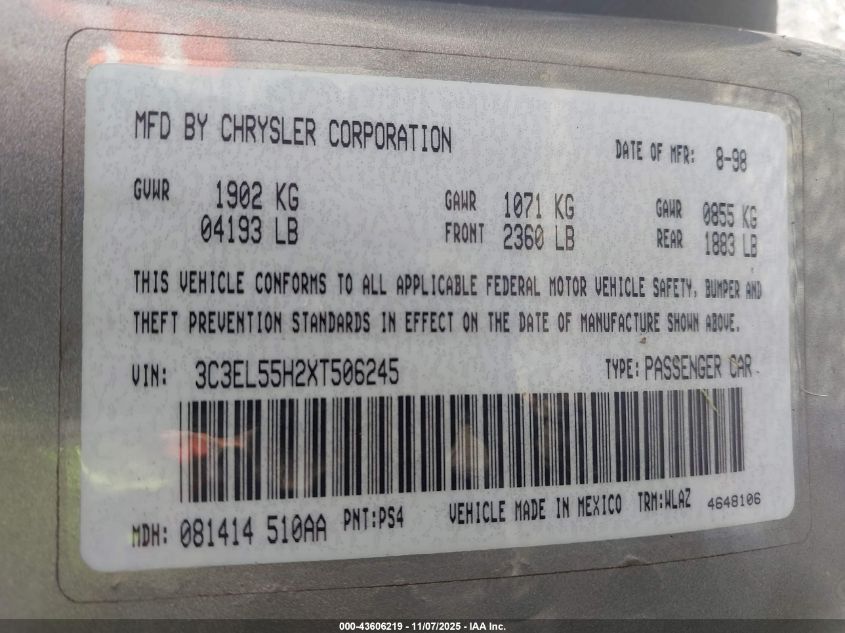 MFD BY CHRYSLER CORPORATION DATE OF MFR: 8-98
GVWR 1902 KG GAWR 1071 KG GAWR 0855 KG
04193 LB FRONT 2360 LB REAR 1883 LB
THIS VEHICLE CONFORMS TO ALL APPLICABLE FEDERAL MOTOR VEHICLE SAFETY, BUMPER AND
THEFT PREVENTION STANDARDS IN EFFECT ON THE DATE OF MANUFACTURE SHOWN ABOVE.
VIN: 3C3EL55H2XT506245 TYPE: PASSENGER CAR
MDH: 081414 510AA PNT:PS4 VEHICLE MADE IN MEXICO TRM:WLAZ 4648106
000-43606219 - 11/07/2025 - IAA Inc.